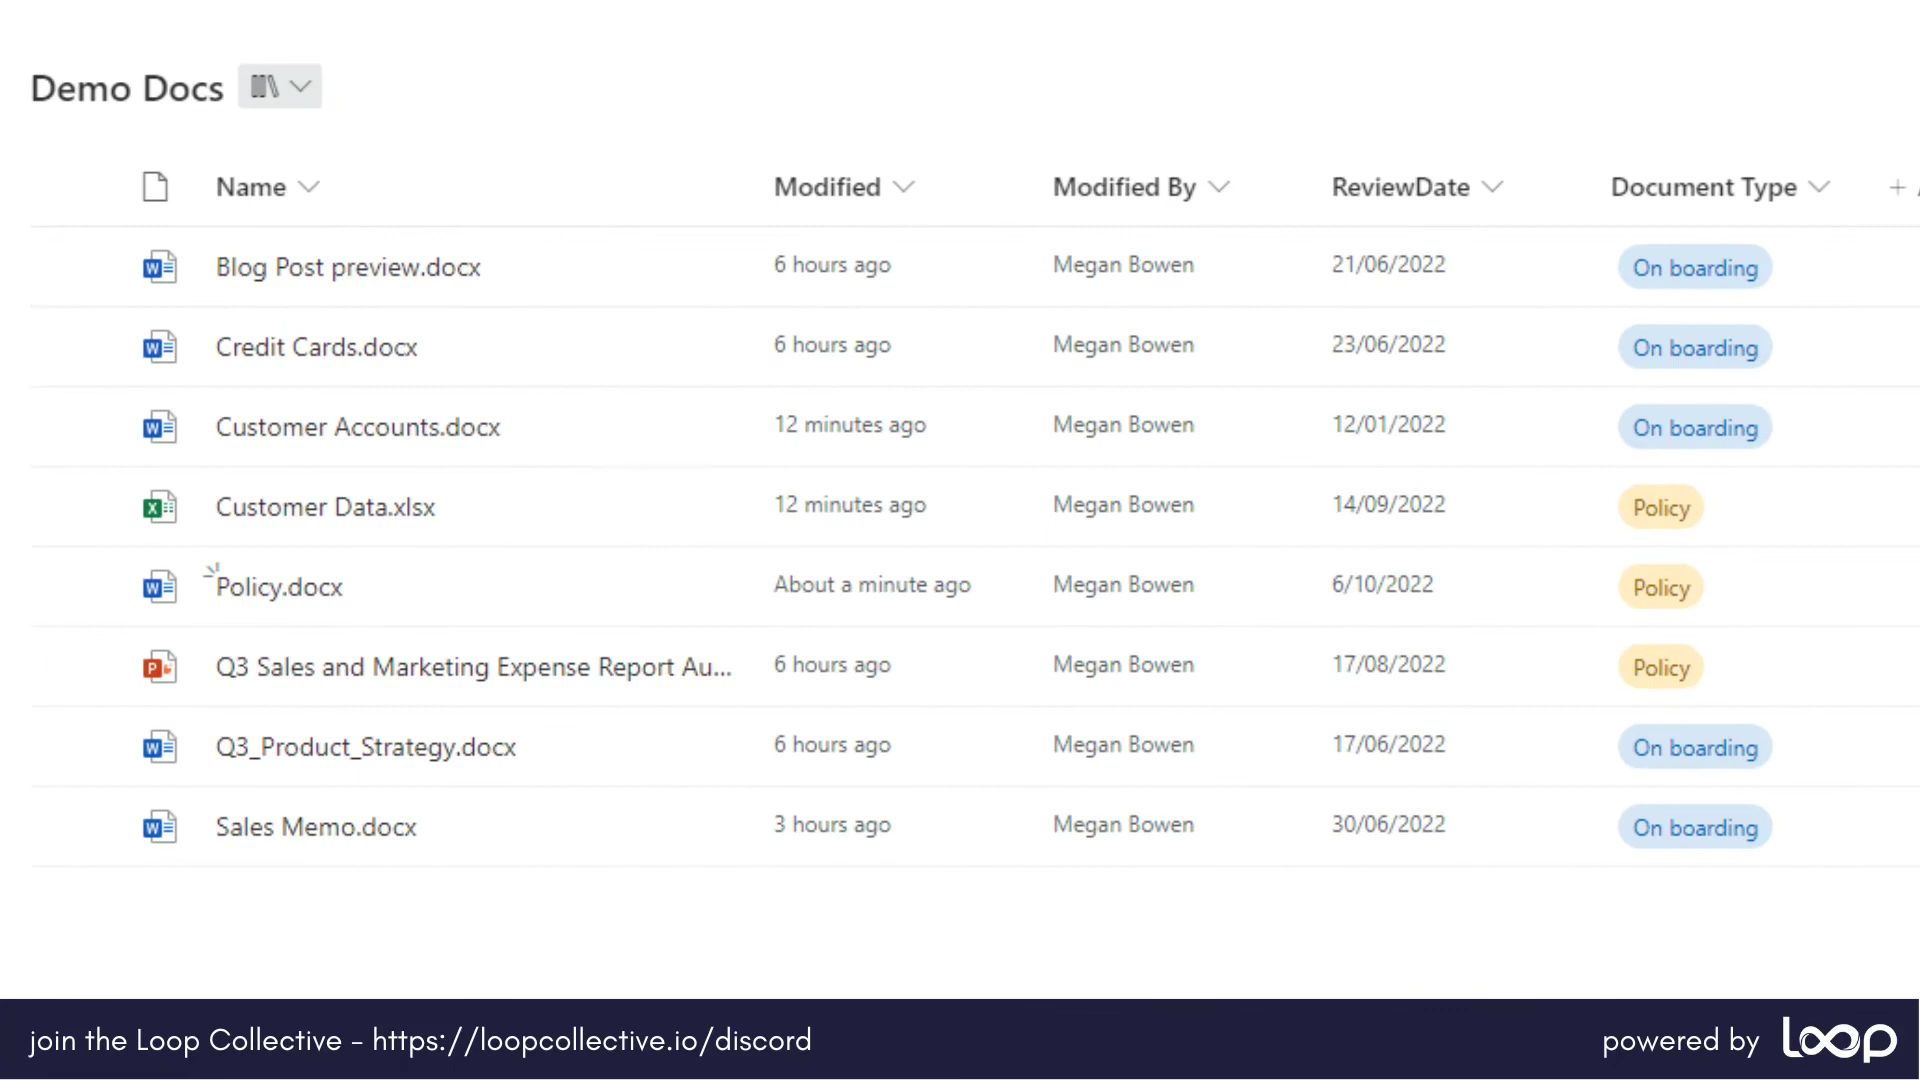 Demo Docs
Name Modified Modified By ReviewDate Document Type +
Blog Post preview.docx 6 hours ago Megan Bowen 21/06/2022 On boarding
Credit Cards.docx 6 hours ago Megan Bowen 23/06/2022 On boarding
Customer Accounts.docx 12 minutes ago Megan Bowen 12/01/2022 On boarding
Customer Data.xlsx 12 minutes ago Megan Bowen 14/09/2022 Policy
Policy.docx About a minute ago Megan Bowen 6/10/2022 Policy
Q3 Sales and Marketing Expense Report Au... 6 hours ago Megan Bowen 17/08/2022 Policy
Q3_Product_Strategy.docx 6 hours ago Megan Bowen 17/06/2022 On boarding
Sales Memo.docx 3 hours ago Megan Bowen 30/06/2022 On boarding
join the Loop Collective - https://loopcollective.io/discord powered by loop